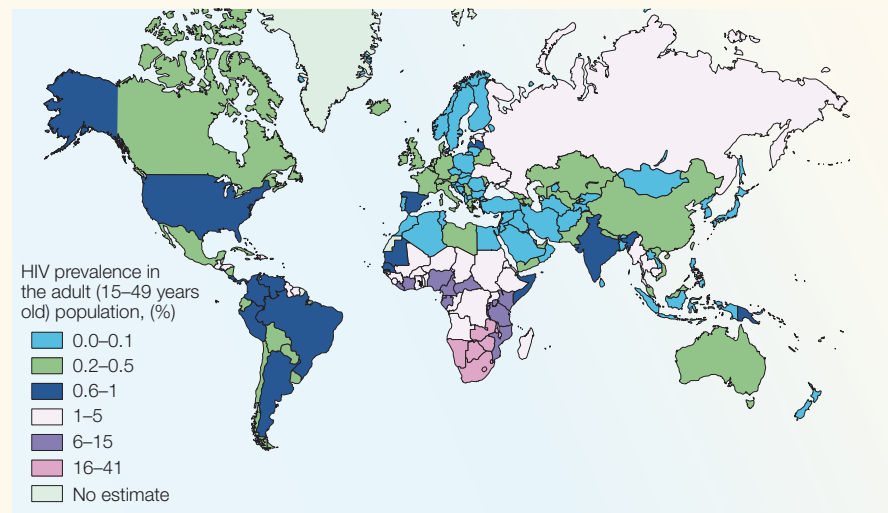 HIV prevalence in
the adult (15–49 years
old) population, (%)
0.0–0.1
0.2–0.5
0.6–1
1–5
6–15
16–41
No estimate